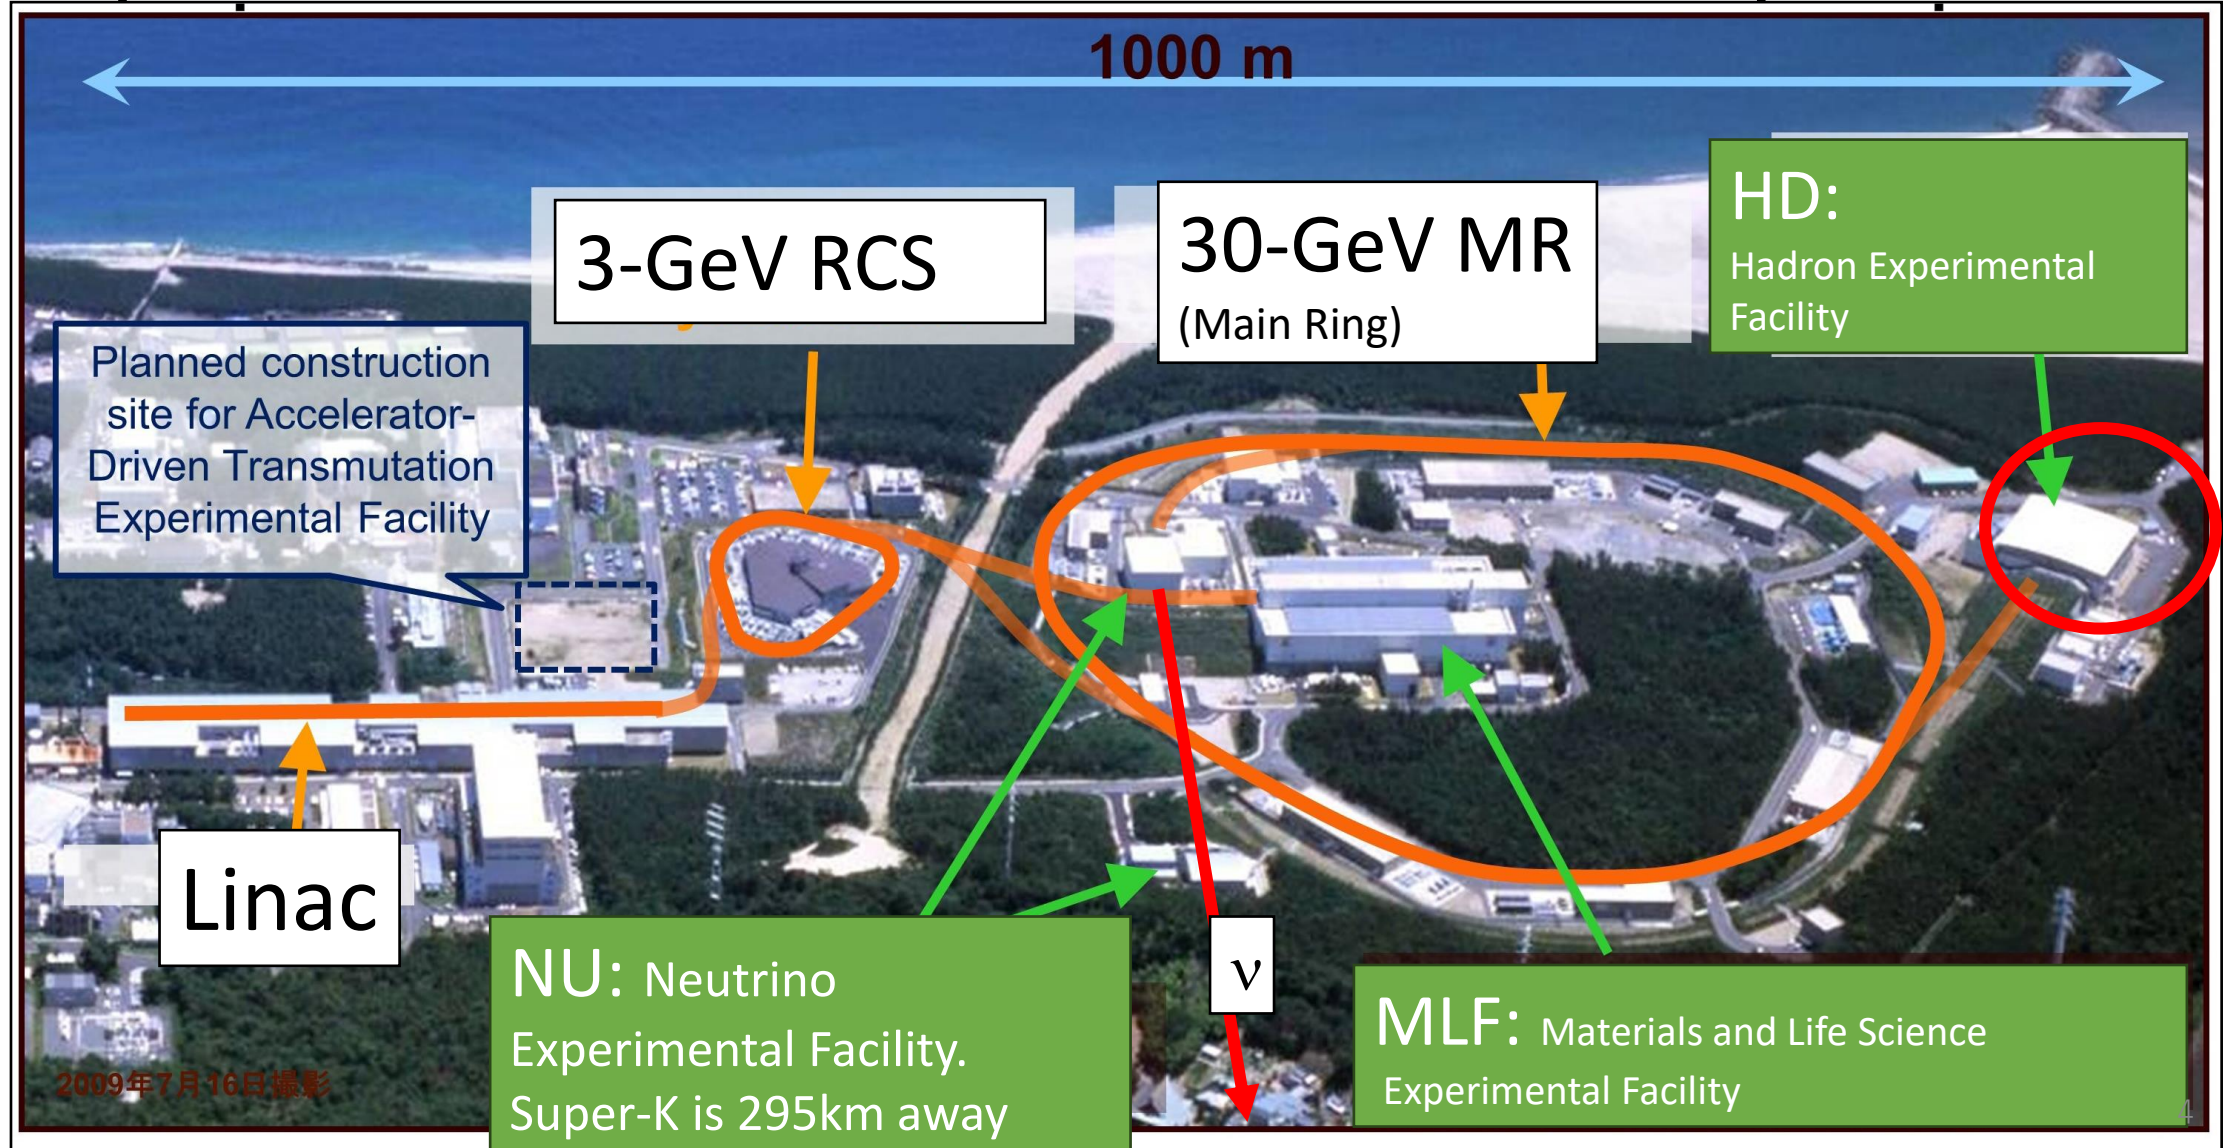 1000 m
HD:
Hadron Experimental
Facility
3-GeV RCS
30-GeV MR
(Main Ring)
Planned construction
site for Accelerator-
Driven Transmutation
Experimental Facility
Linac
NU: Neutrino
Experimental Facility.
Super-K is 295km away
ν
MLF: Materials and Life Science
Experimental Facility
2009年7月16日撮影
4